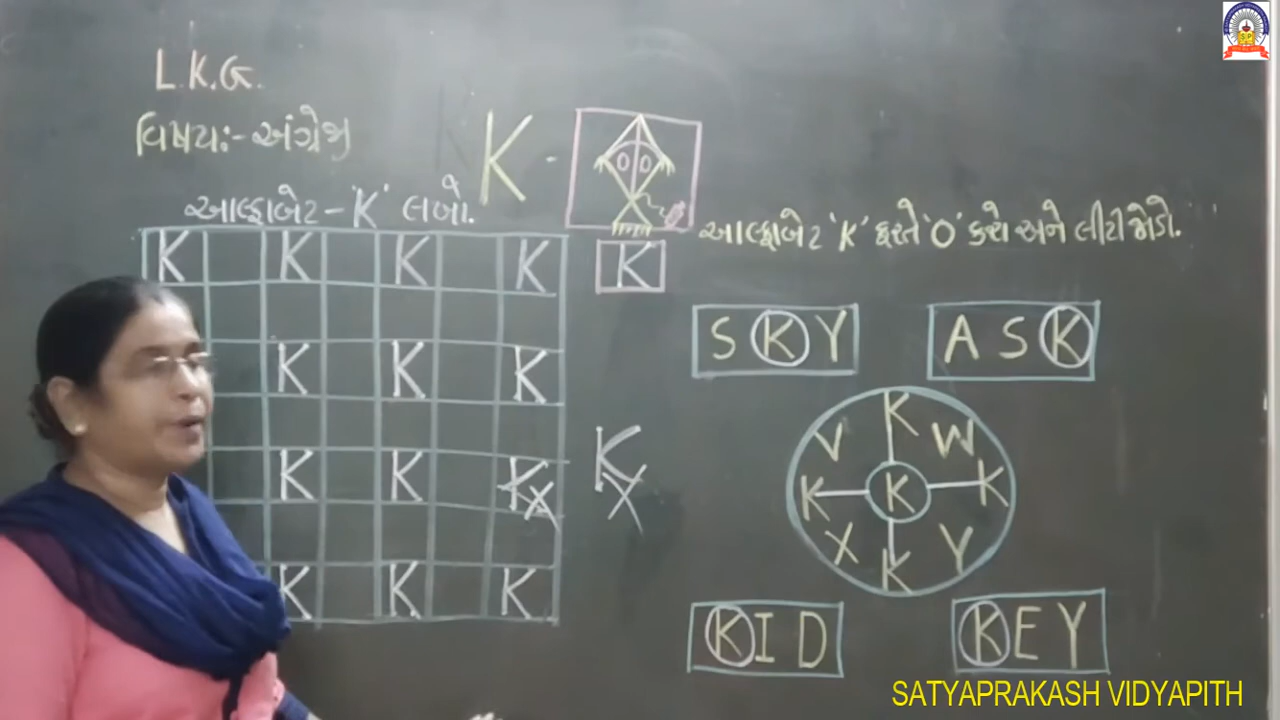 L.K.G.
વિષય:- અંગ્રેજી
K -
આલ્ફાબેટ - 'K' લખો.
K
આલ્ફાબેટ 'K' ફરતે 'O' કરો અને લીટી જોડો.
K K K K
K K K
K K K
K K K
K
S K Y
A S K
K
V W
K K K
X Y
K
K I D
K E Y
SATYAPRAKASH VIDYAPITH